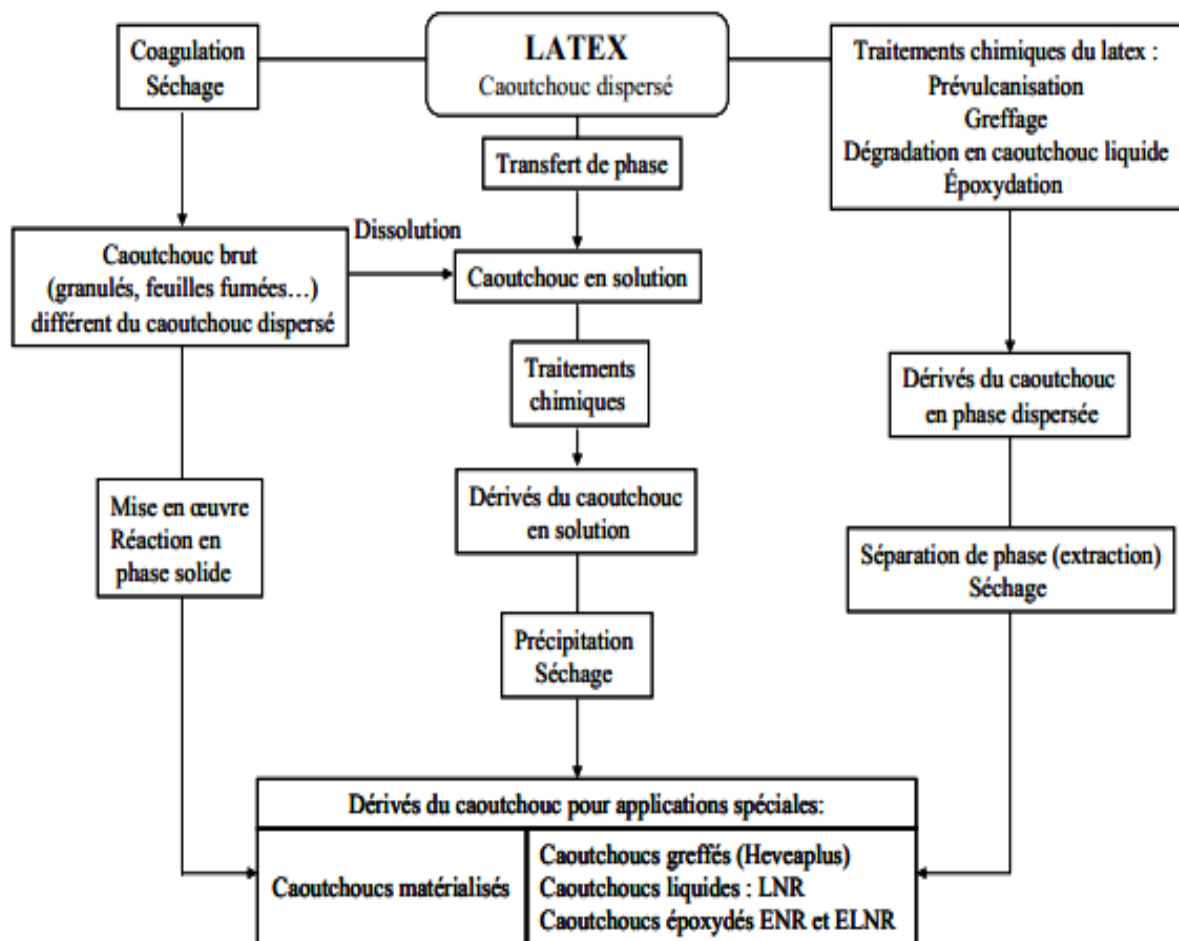 LATEX
Caoutchouc dispersé
Coagulation
Séchage
Traitements chimiques du latex :
Prévulcanisation
Greffage
Dégradation en caoutchouc liquide
Époxydation
Transfert de phase
Dissolution
Caoutchouc brut
(granulés, feuilles fumées…)
différent du caoutchouc dispersé
Caoutchouc en solution
Traitements
chimiques
Dérivés du caoutchouc
en phase dispersée
Mise en œuvre
Réaction en
phase solide
Dérivés du caoutchouc
en solution
Séparation de phase (extraction)
Séchage
Précipitation
Séchage
Dérivés du caoutchouc pour applications spéciales:
Caoutchoucs matérialisés
Caoutchoucs greffés (Heveaplus)
Caoutchoucs liquides : LNR
Caoutchoucs époxydés ENR et ELNR